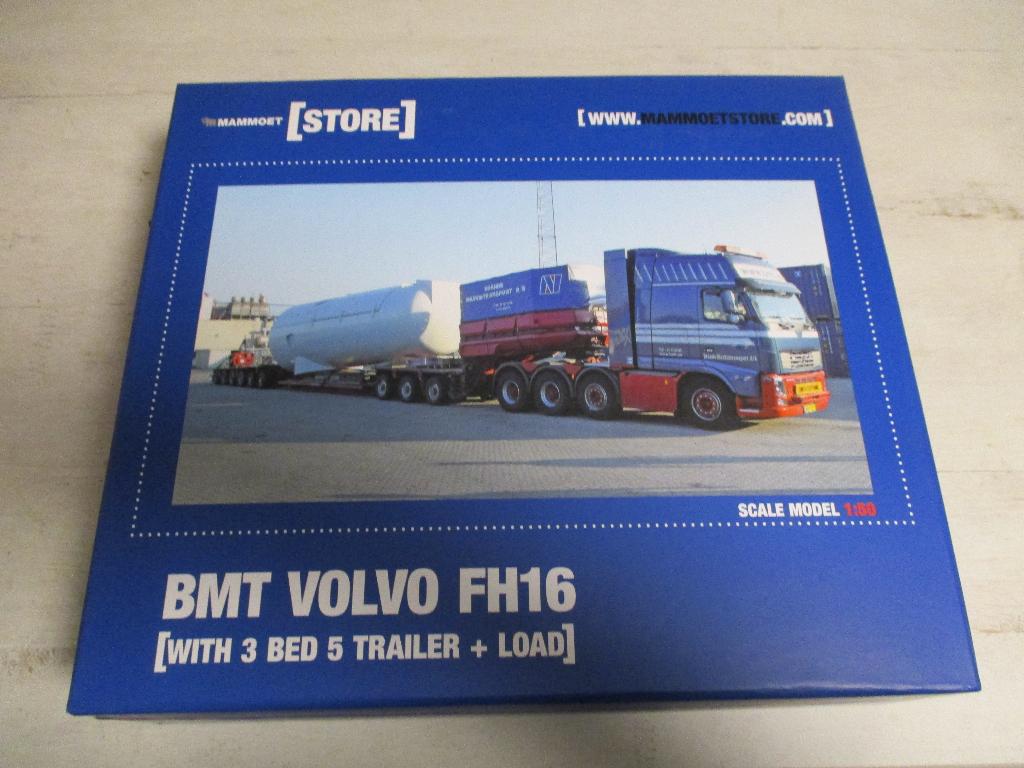 MAMMOET [STORE]
[WWW.MAMMOETSTORE.COM]
SCALE MODEL 1:50
BMT VOLVO FH16
[WITH 3 BED 5 TRAILER + LOAD]